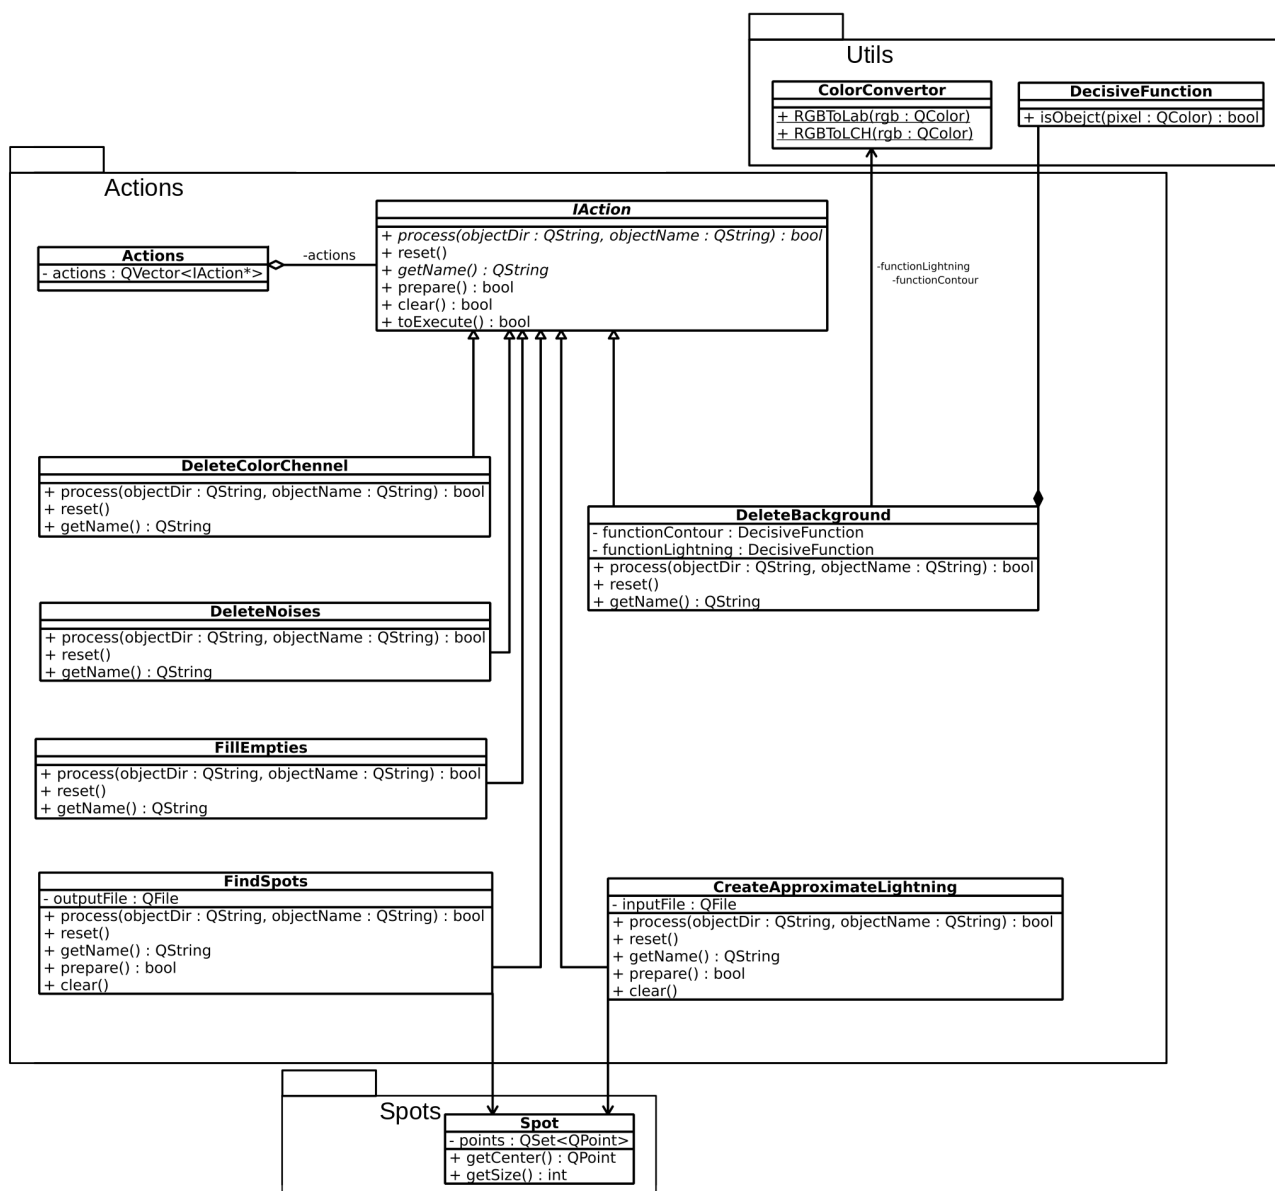 Utils
ColorConvertor
+ RGBToLab(rgb : QColor)
+ RGBToLCH(rgb : QColor)
DecisiveFunction
+ isObejct(pixel : QColor) : bool
Actions
IAction
+ process(objectDir : QString, objectName : QString) : bool
+ reset()
+ getName() : QString
+ prepare() : bool
+ clear() : bool
+ toExecute() : bool
Actions
- actions : QVector<IAction*>
-actions
-functionLightning
-functionContour
DeleteColorChennel
+ process(objectDir : QString, objectName : QString) : bool
+ reset()
+ getName() : QString
DeleteBackground
- functionContour : DecisiveFunction
- functionLightning : DecisiveFunction
+ process(objectDir : QString, objectName : QString) : bool
+ reset()
+ getName() : QString
DeleteNoises
+ process(objectDir : QString, objectName : QString) : bool
+ reset()
+ getName() : QString
FillEmpties
+ process(objectDir : QString, objectName : QString) : bool
+ reset()
+ getName() : QString
FindSpots
- outputFile : QFile
+ process(objectDir : QString, objectName : QString) : bool
+ reset()
+ getName() : QString
+ prepare() : bool
+ clear()
CreateApproximateLightning
- inputFile : QFile
+ process(objectDir : QString, objectName : QString) : bool
+ reset()
+ getName() : QString
+ prepare() : bool
+ clear()
Spots
Spot
- points : QSet<QPoint>
+ getCenter() : QPoint
+ getSize() : int